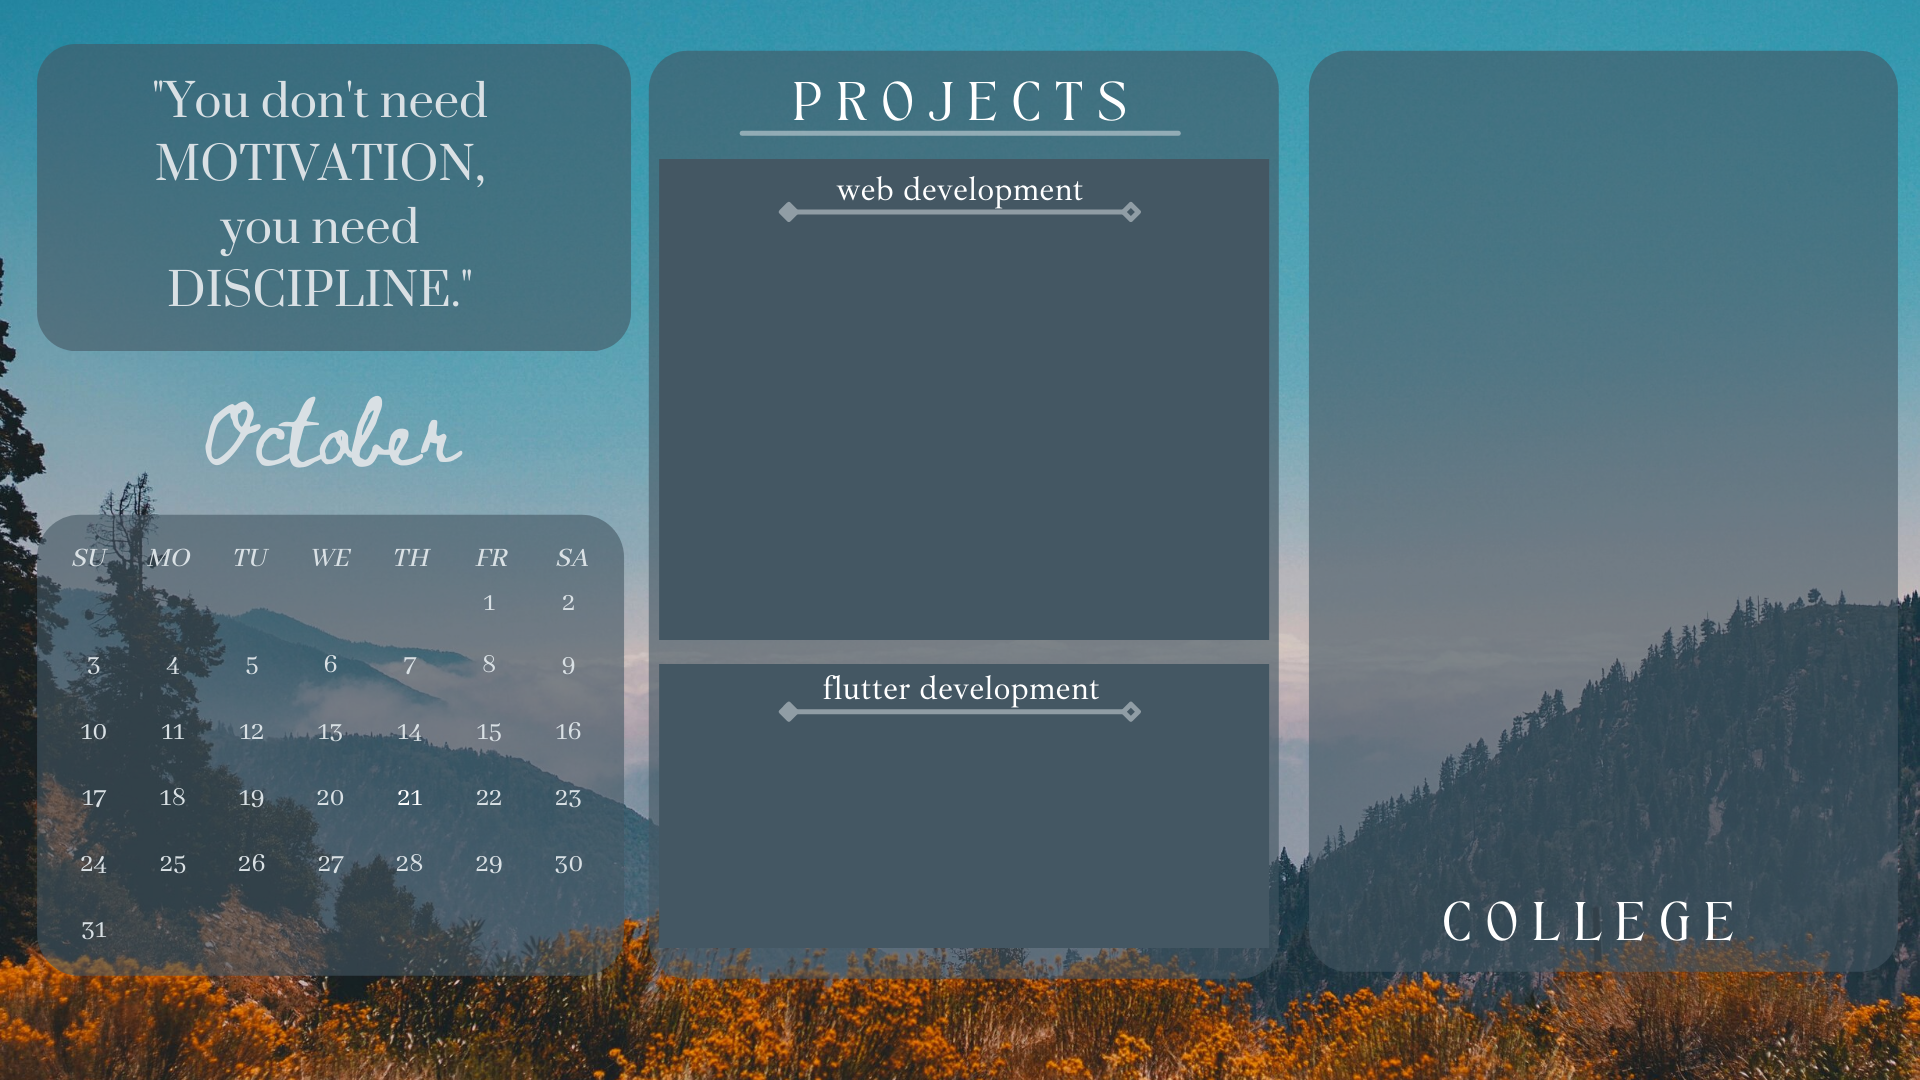 "You don't need
MOTIVATION,
you need
DISCIPLINE."
October
SU MO TU WE TH FR SA
1 2
3 4 5 6 7 8 9
10 11 12 13 14 15 16
17 18 19 20 21 22 23
24 25 26 27 28 29 30
31
PROJECTS
web development
flutter development
COLLEGE